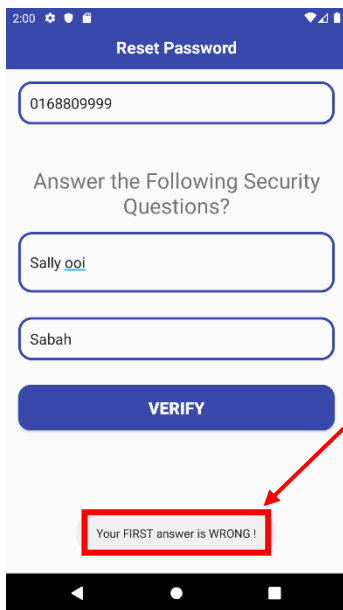 2:00
Reset Password
0168809999
Answer the Following Security
Questions?
Sally ooi
Sabah
VERIFY
Your FIRST answer is WRONG !